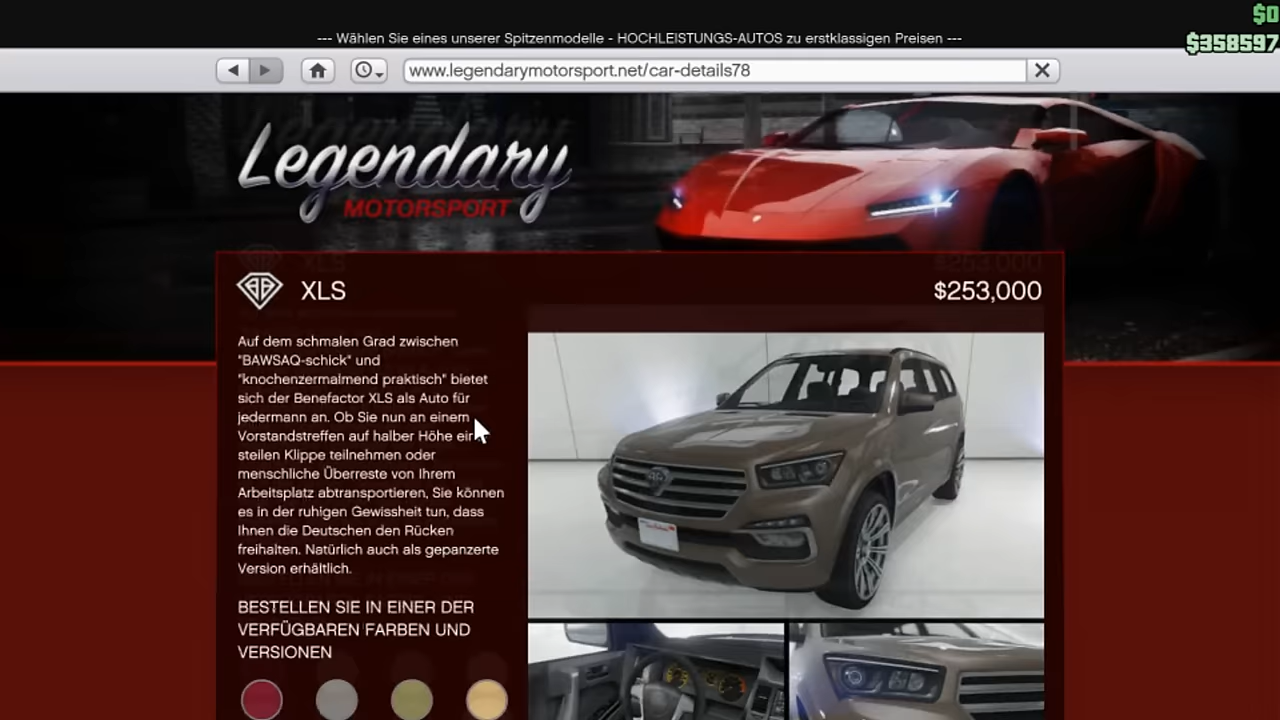 $0
--- Wählen Sie eines unserer Spitzenmodelle - HOCHLEISTUNGS-AUTOS zu erstklassigen Preisen ---
$358597
www.legendarymotorsport.net/car-details78
Legendary
MOTORSPORT
XLS
$253,000
Auf dem schmalen Grad zwischen
"BAWSAQ-schick" und
"knochenzermalmend praktisch" bietet
sich der Benefactor XLS als Auto für
jedermann an. Ob Sie nun an einem
Vorstandstreffen auf halber Höhe
steilen Klippe teilnehmen oder
menschliche Überreste von Ihrem
Arbeitsplatz abtransportieren, Sie können
es in der ruhigen Gewissheit tun, dass
Ihnen die Deutschen den Rücken
freihalten. Natürlich auch als gepanzerte
Version erhältlich.
BESTELLEN SIE IN EINER DER
VERFÜGBAREN FARBEN UND
VERSIONEN